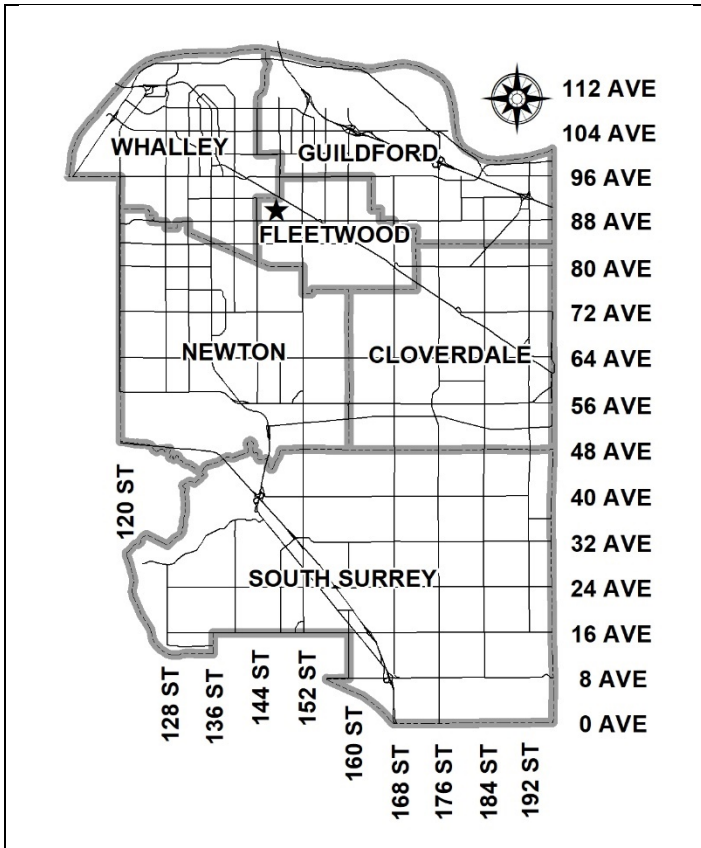 112 AVE
104 AVE
WHALLEY
GUILDFORD
96 AVE
88 AVE
FLEETWOOD
80 AVE
72 AVE
NEWTON
CLOVERDALE
64 AVE
56 AVE
48 AVE
120 ST
40 AVE
32 AVE
SOUTH SURREY
24 AVE
16 AVE
8 AVE
0 AVE
128 ST
136 ST
144 ST
152 ST
160 ST
168 ST
176 ST
184 ST
192 ST